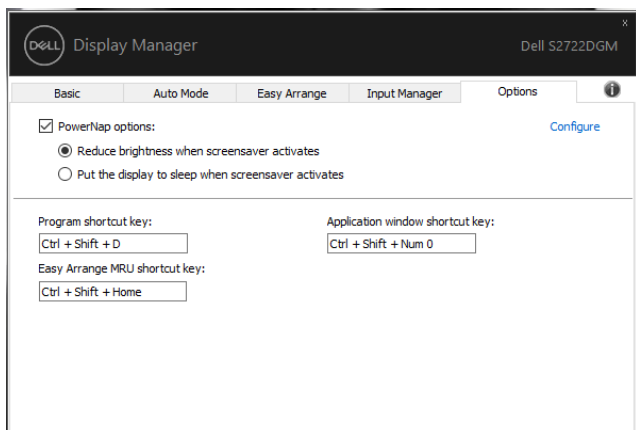 DELL Display Manager
x
Dell S2722DGM
Basic Auto Mode Easy Arrange Input Manager Options i
PowerNap options:
Configure
Reduce brightness when screensaver activates
Put the display to sleep when screensaver activates
Program shortcut key:
Application window shortcut key:
Ctrl + Shift + D
Ctrl + Shift + Num 0
Easy Arrange MRU shortcut key:
Ctrl + Shift + Home